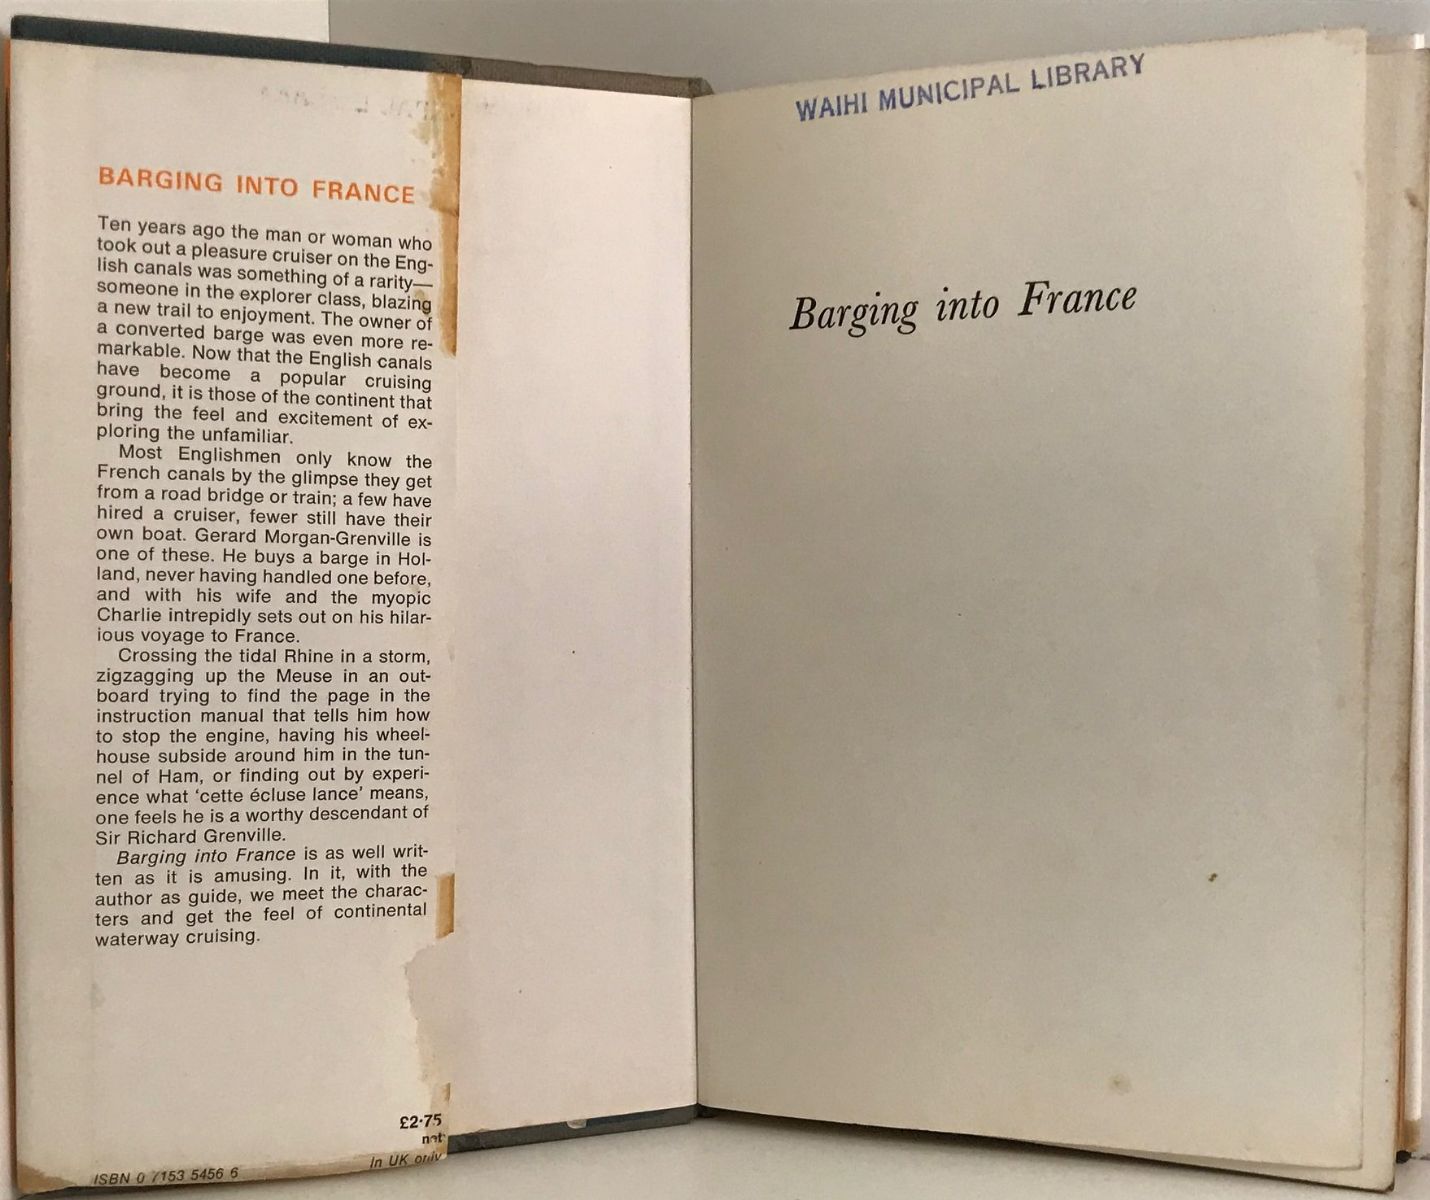 BARGING INTO FRANCE
Ten years ago the man or woman who
took out a pleasure cruiser on the Eng-
lish canals was something of a rarity—
someone in the explorer class, blazing
a new trail to enjoyment. The owner of
a converted barge was even more re-
markable. Now that the English canals
have become a popular cruising
ground, it is those of the continent that
bring the feel and excitement of ex-
ploring the unfamiliar.
Most Englishmen only know the
French canals by the glimpse they get
from a road bridge or train; a few have
hired a cruiser, fewer still have their
own boat. Gerard Morgan-Grenville is
one of these. He buys a barge in Hol-
land, never having handled one before,
and with his wife and the myopic
Charlie intrepidly sets out on his hilar-
ious voyage to France.
Crossing the tidal Rhine in a storm,
zigzagging up the Meuse in an out-
board trying to find the page in the
instruction manual that tells him how
to stop the engine, having his wheel-
house subside around him in the tun-
nel of Ham, or finding out by experi-
ence what ‘cette écluse lance’ means,
one feels he is a worthy descendant of
Sir Richard Grenville.
Barging into France is as well writ-
ten as it is amusing. In it, with the
author as guide, we meet the charac-
ters and get the feel of continental
waterway cruising.
£2·75
net
In UK only
ISBN 0 7153 5456 6
WAIHI MUNICIPAL LIBRARY
Barging into France